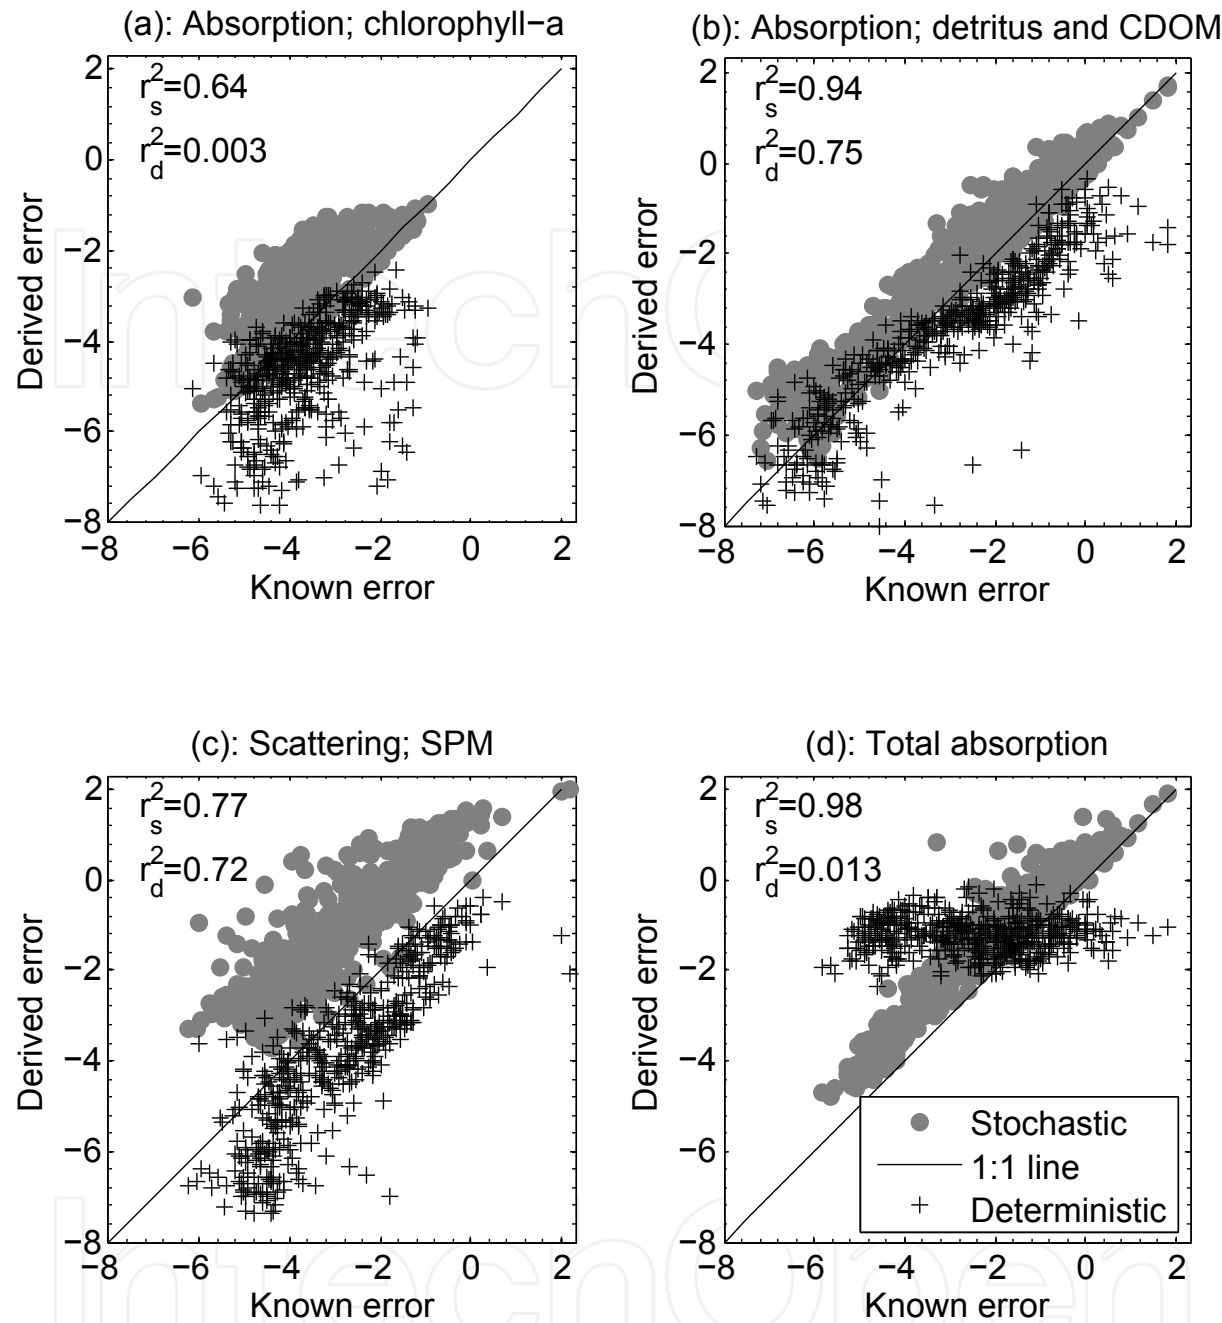 (a): Absorption; chlorophyll−a
r²s=0.64
r²d=0.003
2
0
−2
−4
−6
−8
Derived error
−8 −6 −4 −2 0 2
Known error
(b): Absorption; detritus and CDOM
r²s=0.94
r²d=0.75
2
0
−2
−4
−6
−8
Derived error
−8 −6 −4 −2 0 2
Known error
(c): Scattering; SPM
r²s=0.77
r²d=0.72
2
0
−2
−4
−6
−8
Derived error
−8 −6 −4 −2 0 2
Known error
(d): Total absorption
r²s=0.98
r²d=0.013
2
0
−2
−4
−6
−8
Derived error
Stochastic
1:1 line
Deterministic
−8 −6 −4 −2 0 2
Known error
IntechOpen
IntechOpen